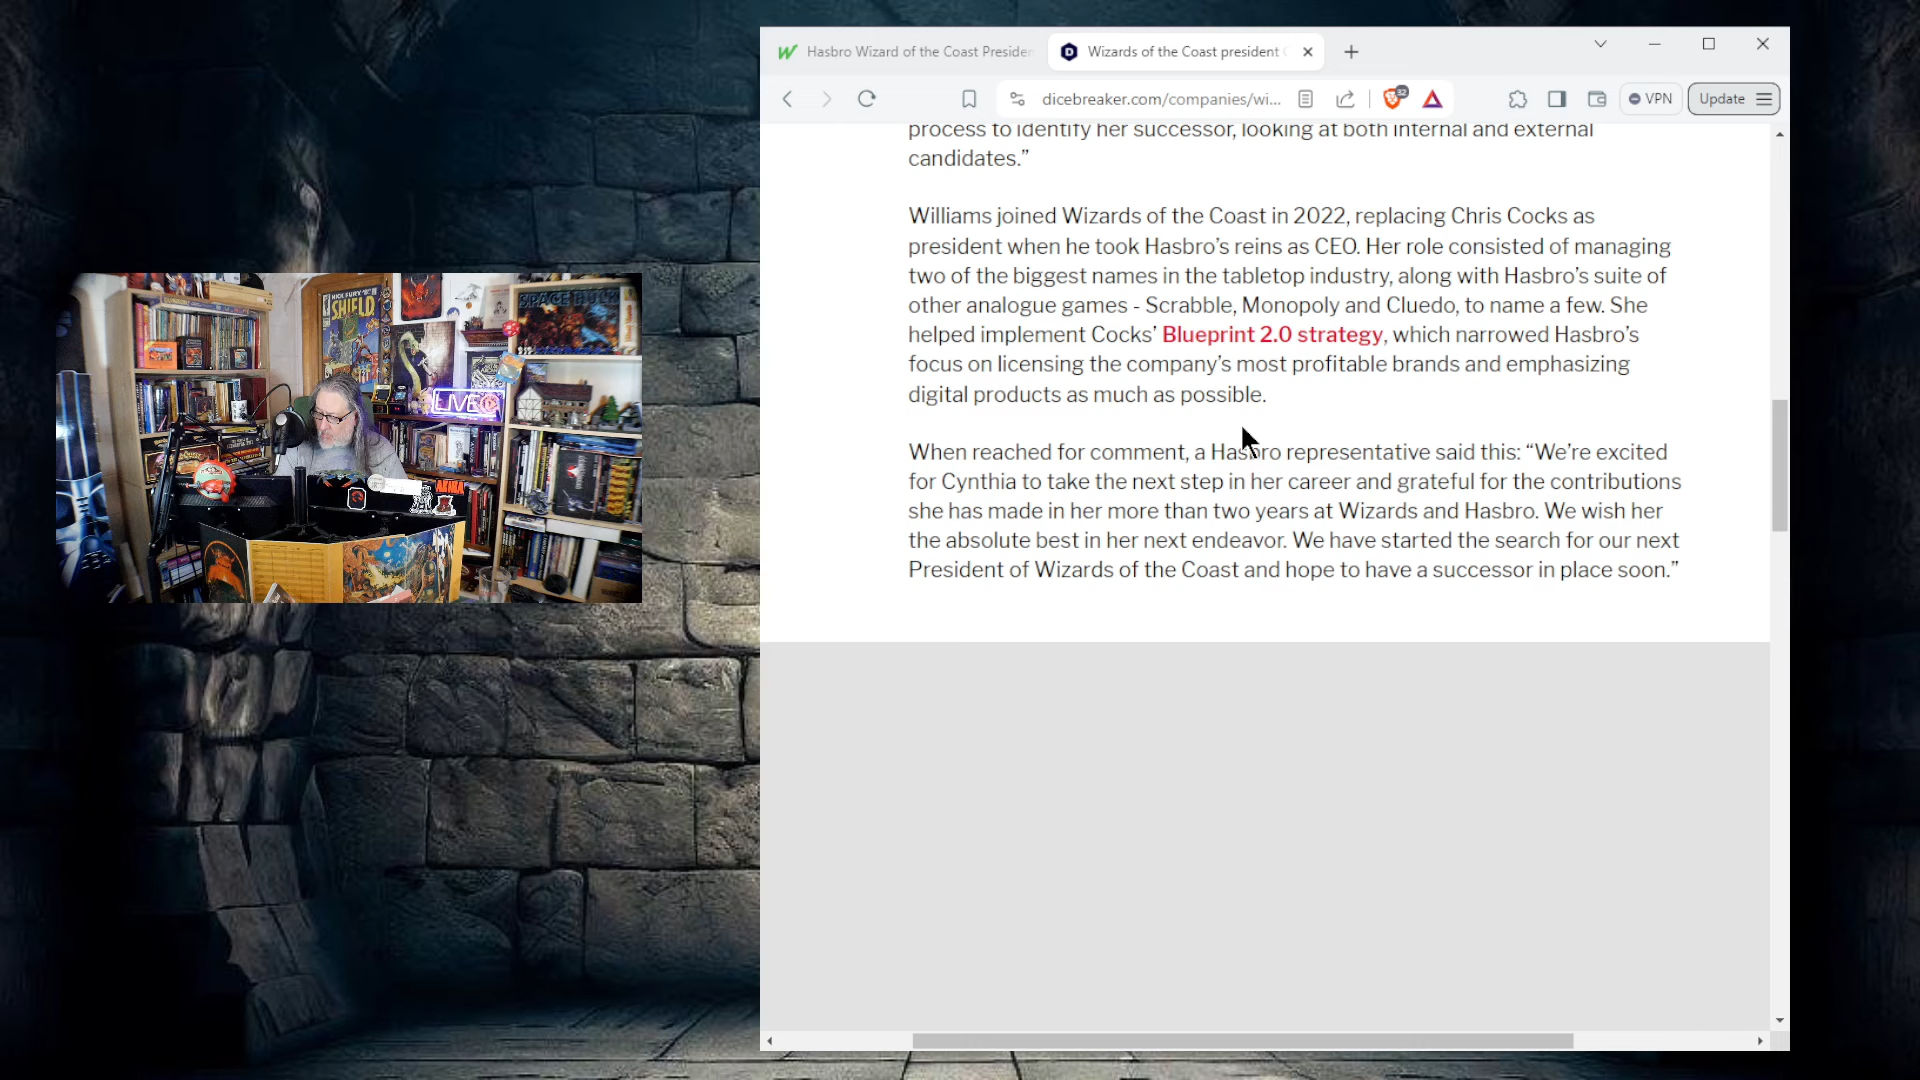 Hasbro Wizard of the Coast Presiden
Wizards of the Coast president
dicebreaker.com/companies/wi...
32
VPN
Update
process to identify her successor, looking at both internal and external
candidates.”
Williams joined Wizards of the Coast in 2022, replacing Chris Cocks as
president when he took Hasbro’s reins as CEO. Her role consisted of managing
two of the biggest names in the tabletop industry, along with Hasbro’s suite of
other analogue games - Scrabble, Monopoly and Cluedo, to name a few. She
helped implement Cocks’ Blueprint 2.0 strategy, which narrowed Hasbro’s
focus on licensing the company’s most profitable brands and emphasizing
digital products as much as possible.
When reached for comment, a Hasbro representative said this: “We’re excited
for Cynthia to take the next step in her career and grateful for the contributions
she has made in her more than two years at Wizards and Hasbro. We wish her
the absolute best in her next endeavor. We have started the search for our next
President of Wizards of the Coast and hope to have a successor in place soon.”
NICK FURY
SHIELD
SPACE HULK
LIVE
AKIRA